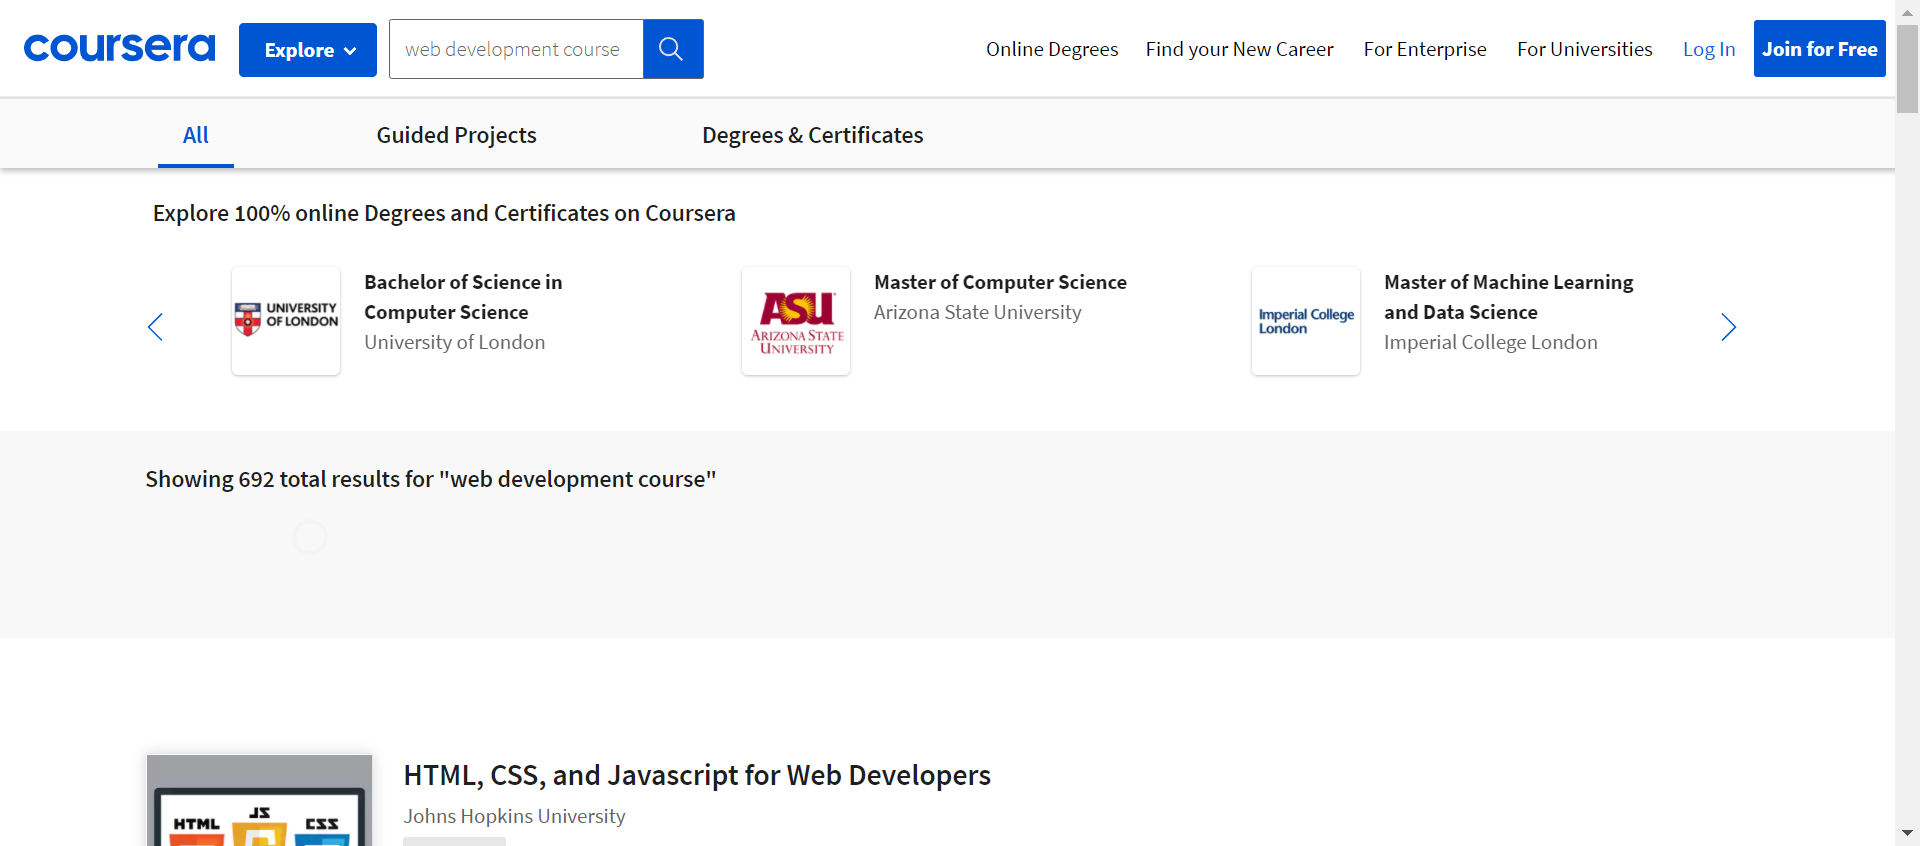 coursera
Explore
web development course
Online Degrees
Find your New Career
For Enterprise
For Universities
Log In
Join for Free
All
Guided Projects
Degrees & Certificates
Explore 100% online Degrees and Certificates on Coursera
UNIVERSITY
OF LONDON
Bachelor of Science in
Computer Science
University of London
ASU
ARIZONA STATE
UNIVERSITY
Master of Computer Science
Arizona State University
Imperial College
London
Master of Machine Learning
and Data Science
Imperial College London
Showing 692 total results for "web development course"
HTML
JS
CSS
HTML, CSS, and Javascript for Web Developers
Johns Hopkins University